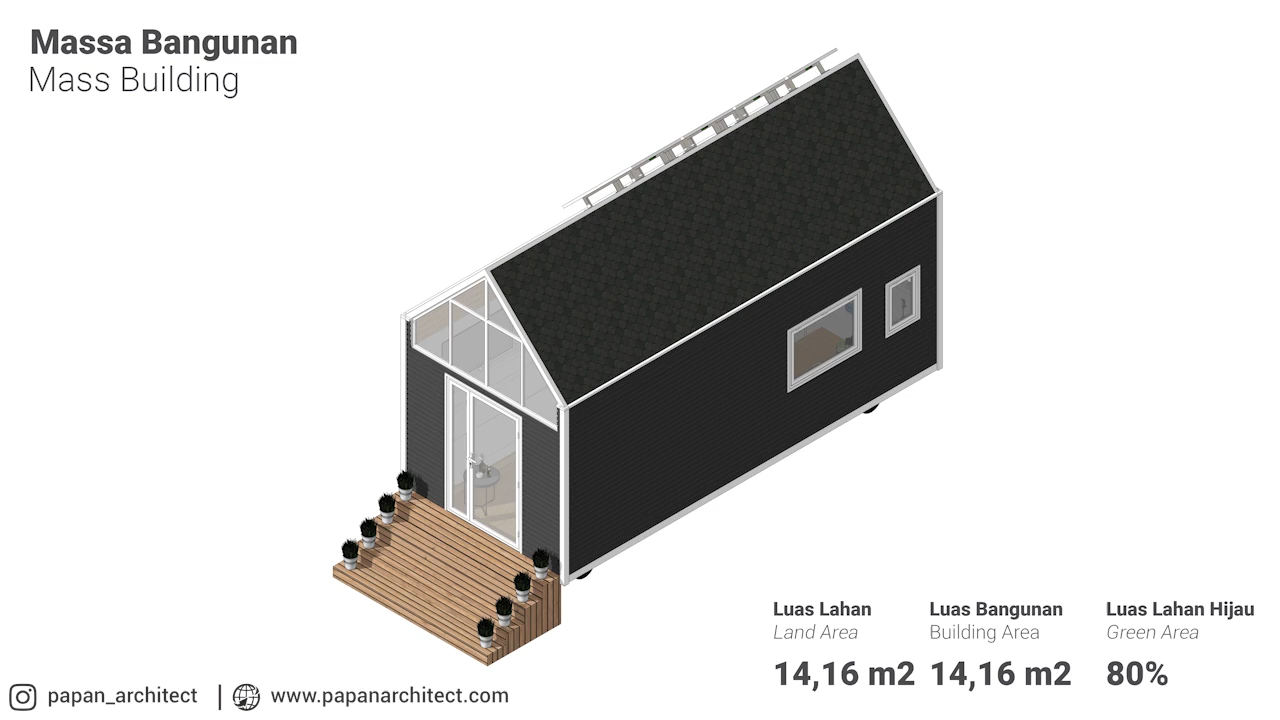 Massa Bangunan
Mass Building
Luas Lahan
Land Area
14,16 m2
Luas Bangunan
Building Area
14,16 m2
Luas Lahan Hijau
Green Area
80%
papan_architect | www.papanarchitect.com